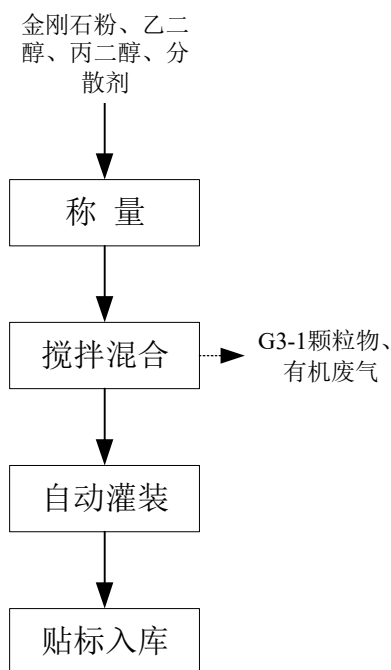 金刚石粉、乙二
醇、丙二醇、分
散剂
称 量
搅拌混合
G3-1颗粒物、
有机废气
自动灌装
贴标入库